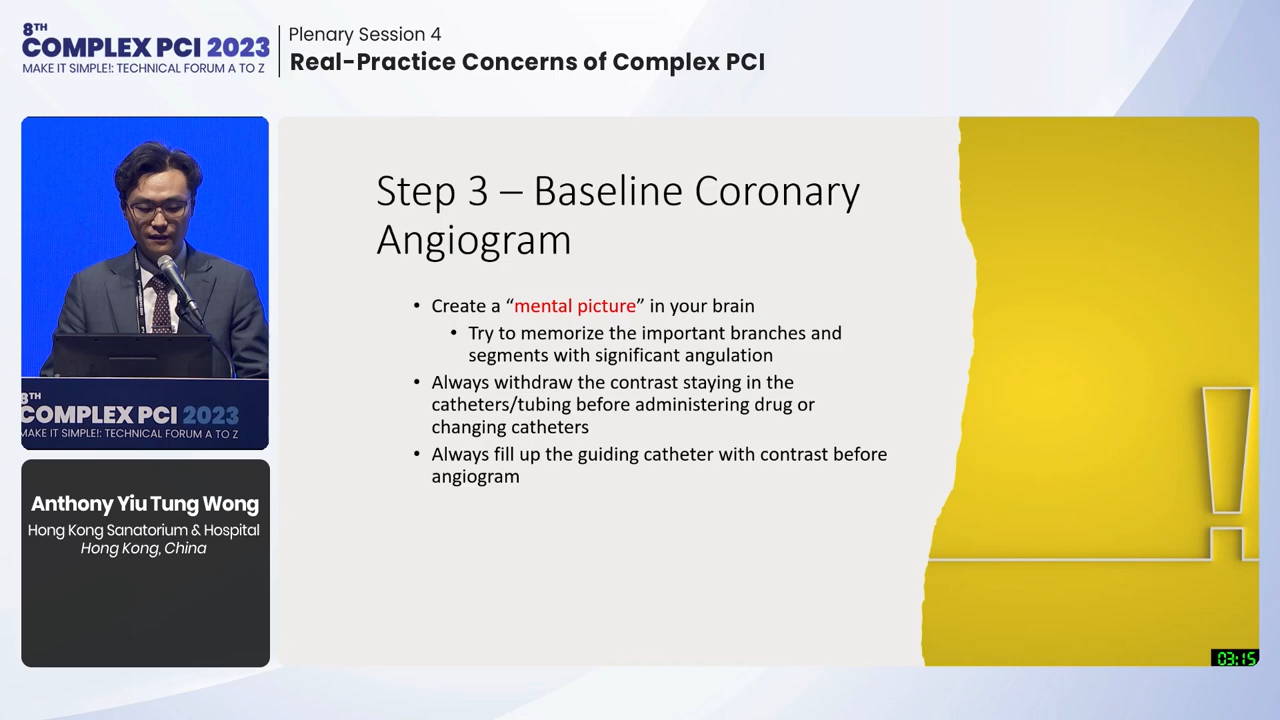 8TH
COMPLEX PCI 2023
MAKE IT SIMPLE!: TECHNICAL FORUM A TO Z
Plenary Session 4
Real-Practice Concerns of Complex PCI
8TH
COMPLEX PCI 2023
MAKE IT SIMPLE!: TECHNICAL FORUM A TO Z
Anthony Yiu Tung Wong
Hong Kong Sanatorium & Hospital
Hong Kong, China
Step 3 – Baseline Coronary
Angiogram
• Create a “mental picture” in your brain
• Try to memorize the important branches and
segments with significant angulation
• Always withdraw the contrast staying in the
catheters/tubing before administering drug or
changing catheters
• Always fill up the guiding catheter with contrast before
angiogram
!
03:15